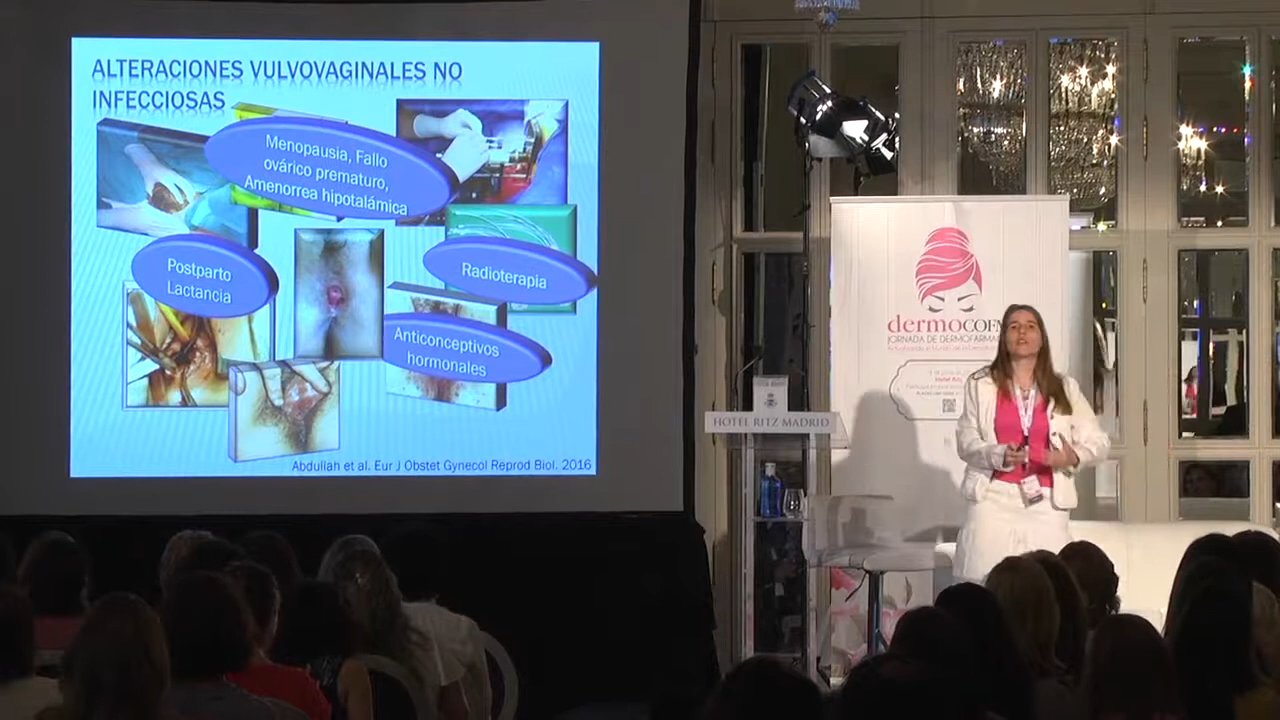 ALTERACIONES VULVOVAGINALES NO
INFECCIOSAS
Menopausia, Fallo
ovárico prematuro,
Amenorrea hipotalámica
Postparto
Lactancia
Radioterapia
Anticonceptivos
hormonales
Abdullah et al. Eur J Obstet Gynecol Reprod Biol. 2016
dermoCOF
JORNADA DE DERMOFARMAC
HOTEL RITZ MADRID